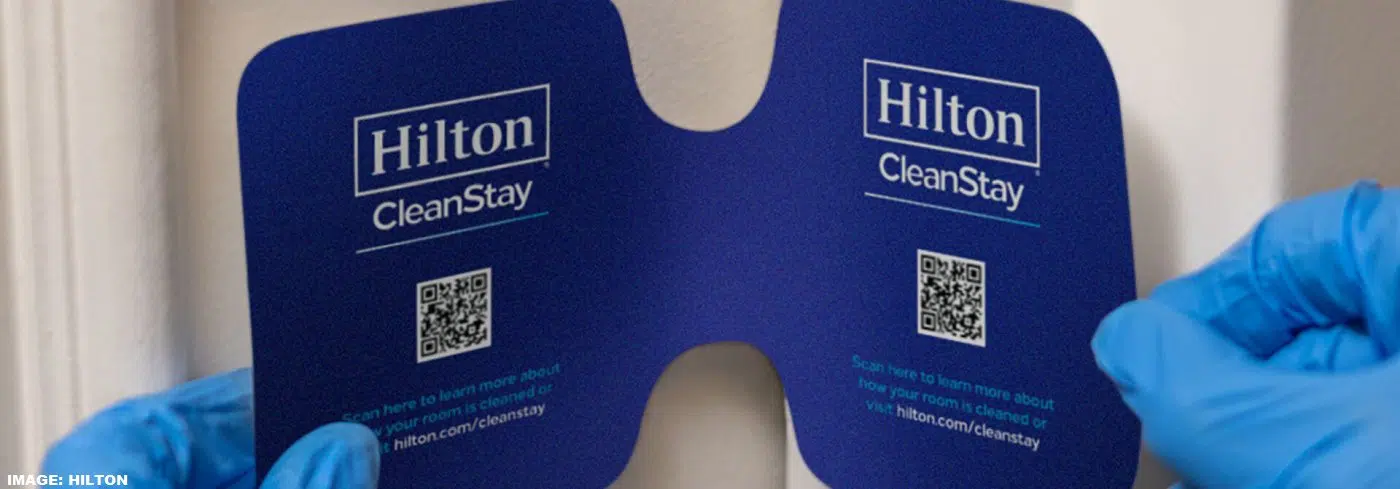 Hilton
CleanStay
Scan here to learn more about
your room is cleaned or
hilton.com/cleanstay
Hilton
CleanStay
Scan here to learn more about
how your room is cleaned or
visit hilton.com/cleanstay
IMAGE: HILTON